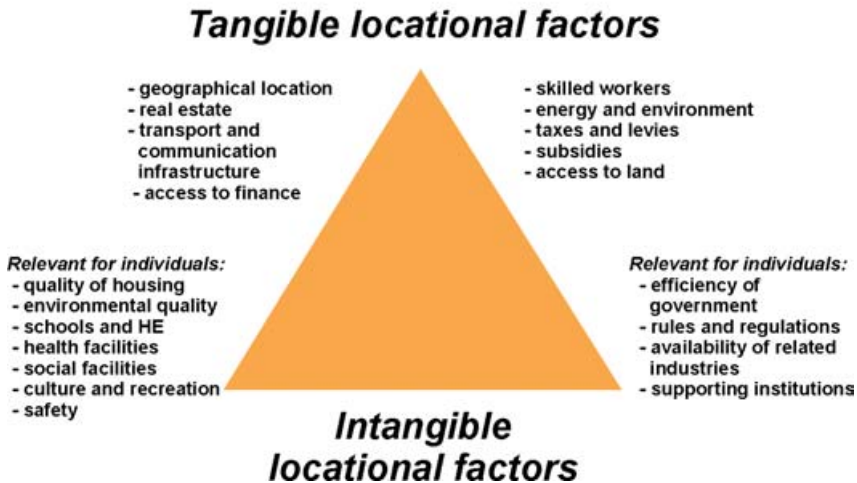 Tangible locational factors
- geographical location
- real estate
- transport and
communication
infrastructure
- access to finance
- skilled workers
- energy and environment
- taxes and levies
- subsidies
- access to land
Relevant for individuals:
- quality of housing
- environmental quality
- schools and HE
- health facilities
- social facilities
- culture and recreation
- safety
Relevant for individuals:
- efficiency of
government
- rules and regulations
- availability of related
industries
- supporting institutions
Intangible
locational factors